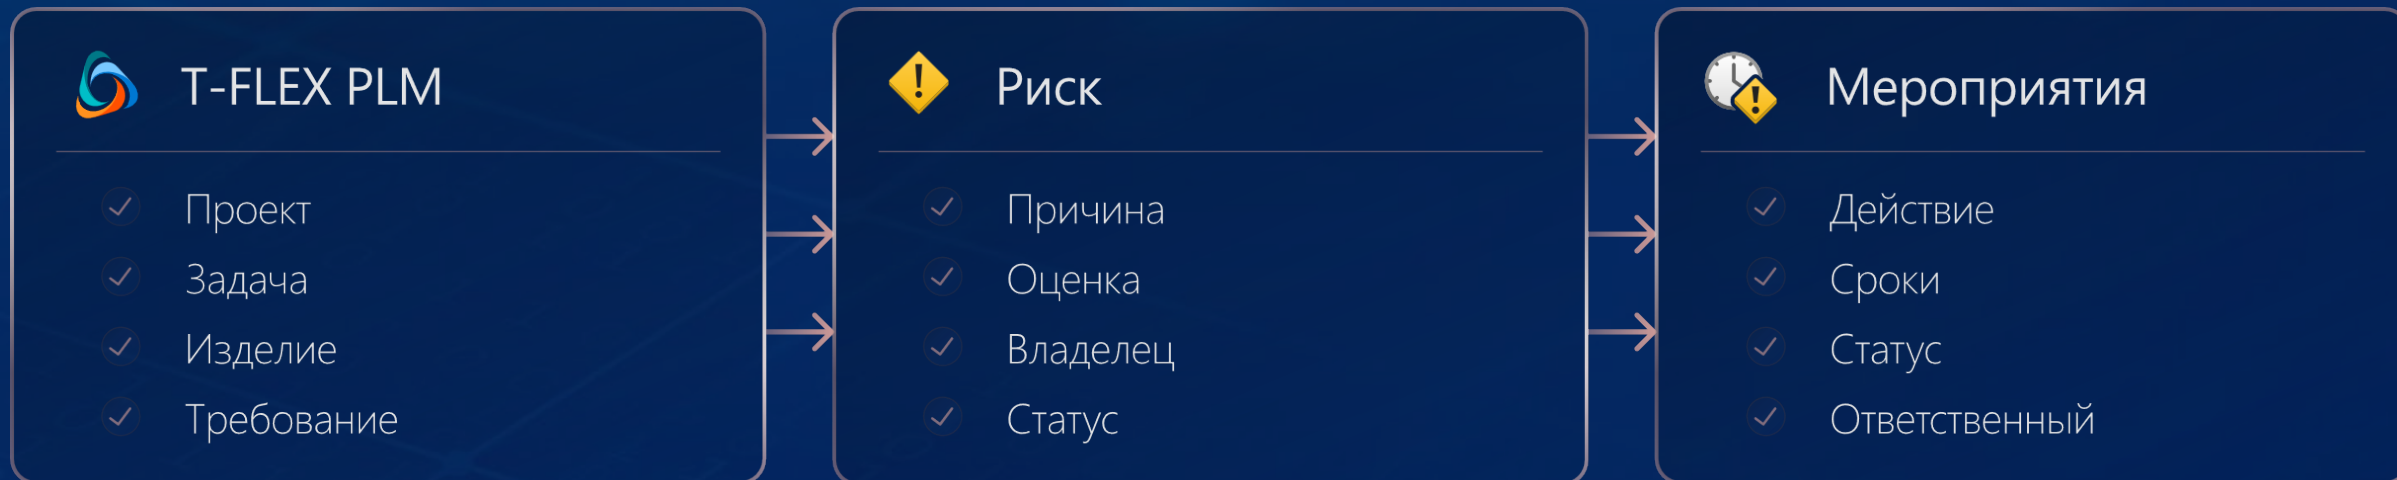 T-FLEX PLM
Проект
Задача
Изделие
Требование
Риск
Причина
Оценка
Владелец
Статус
Мероприятия
Действие
Сроки
Статус
Ответственный